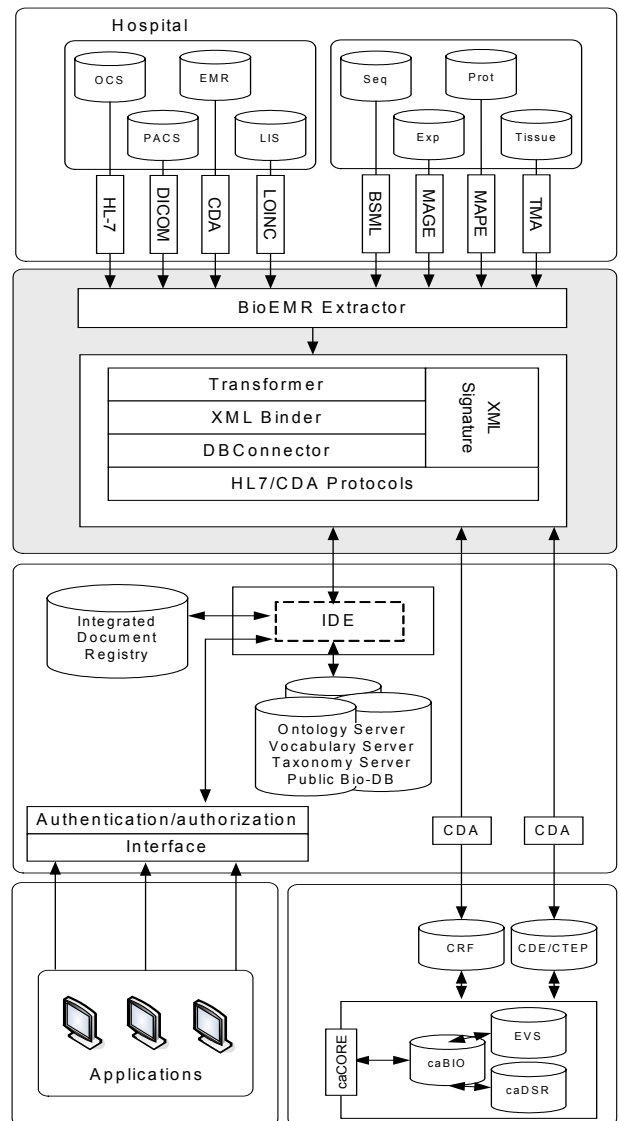 Hospital
OCS
EMR
PACS
LIS
Seq
Prot
Exp
Tissue
HL-7
DICOM
CDA
LOINC
BSML
MAGE
MAPE
TMA
BioEMR Extractor
Transformer
XML Binder
DBConnector
XML
Signature
HL7/CDA Protocols
IDE
Integrated
Document
Registry
Ontology Server
Vocabulary Server
Taxonomy Server
Public Bio-DB
Authentication/authorization
Interface
CDA
CDA
CRF
CDE/CTEP
Applications
caCORE
caBIO
EVS
caDSR